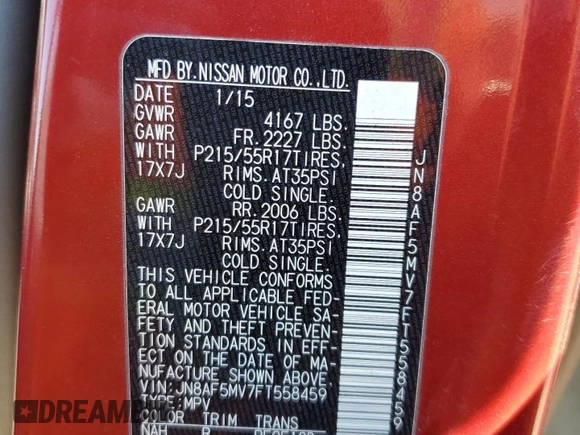 MFD BY.NISSAN MOTOR CO.,LTD.
DATE 1/15
GVWR 4167 LBS.
GAWR FR.2227 LBS.
WITH P215/55R17TIRES,
17X7J RIMS.AT35PSI
COLD SINGLE.
GAWR RR.2006 LBS.
WITH P215/55R17TIRES,
17X7J RIMS.AT35PSI
COLD SINGLE.
THIS VEHICLE CONFORMS
TO ALL APPLICABLE FED-
ERAL MOTOR VEHICLE SA-
FETY AND THEFT PREVEN-
TION STANDARDS IN EFF-
ECT ON THE DATE OF MA-
NUFACTURE SHOWN ABOVE.
VIN:JN8AF5MV7FT558459
TYPE:MPV
COLOR TRIM TRANS
NAH
JN8AF5MV7FT558459